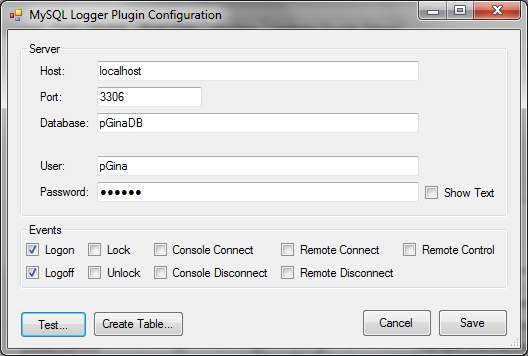 MySQL Logger Plugin Configuration
Server
Host: localhost
Port: 3306
Database: pGinaDB
User: pGina
Password: ●●●●●● Show Text
Events
Logon Lock Console Connect Remote Connect Remote Control
Logoff Unlock Console Disconnect Remote Disconnect
Test... Create Table... Cancel Save